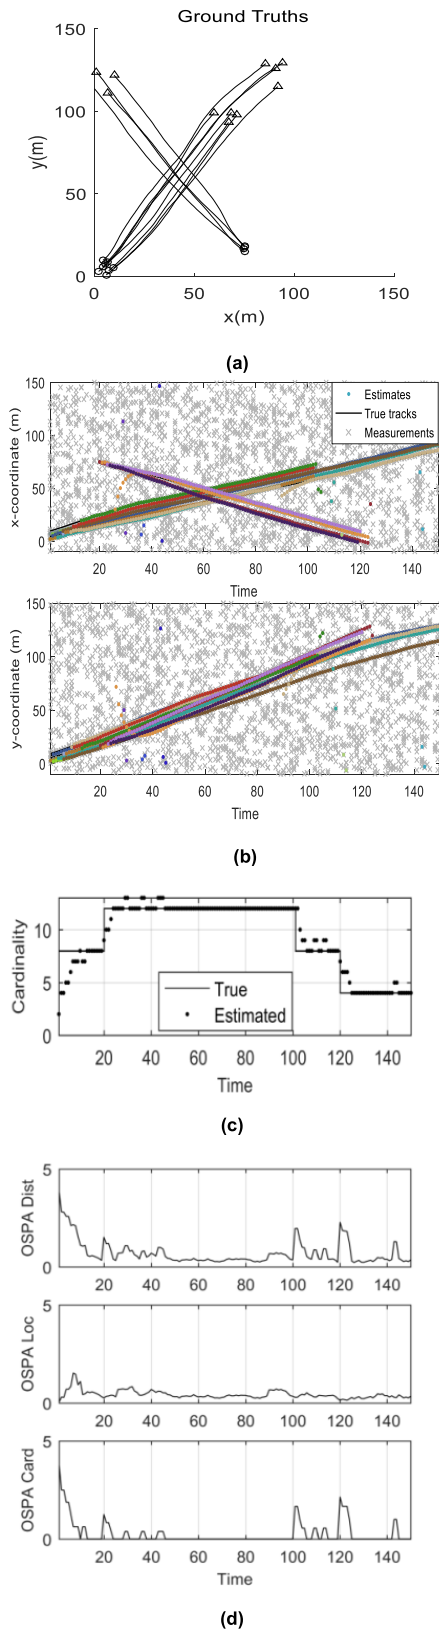 Ground Truths
150
100
50
0
y(m)
0 50 100 150
x(m)
(a)
150
100
50
0
x-coordinate (m)
Estimates
True tracks
Measurements
20 40 60 80 100 120 140
Time
150
100
50
0
y-coordinate (m)
20 40 60 80 100 120 140
Time
(b)
10
5
0
Cardinality
True
Estimated
20 40 60 80 100 120 140
Time
(c)
5
0
OSPA Dist
20 40 60 80 100 120 140
5
0
OSPA Loc
20 40 60 80 100 120 140
5
0
OSPA Card
20 40 60 80 100 120 140
Time
(d)